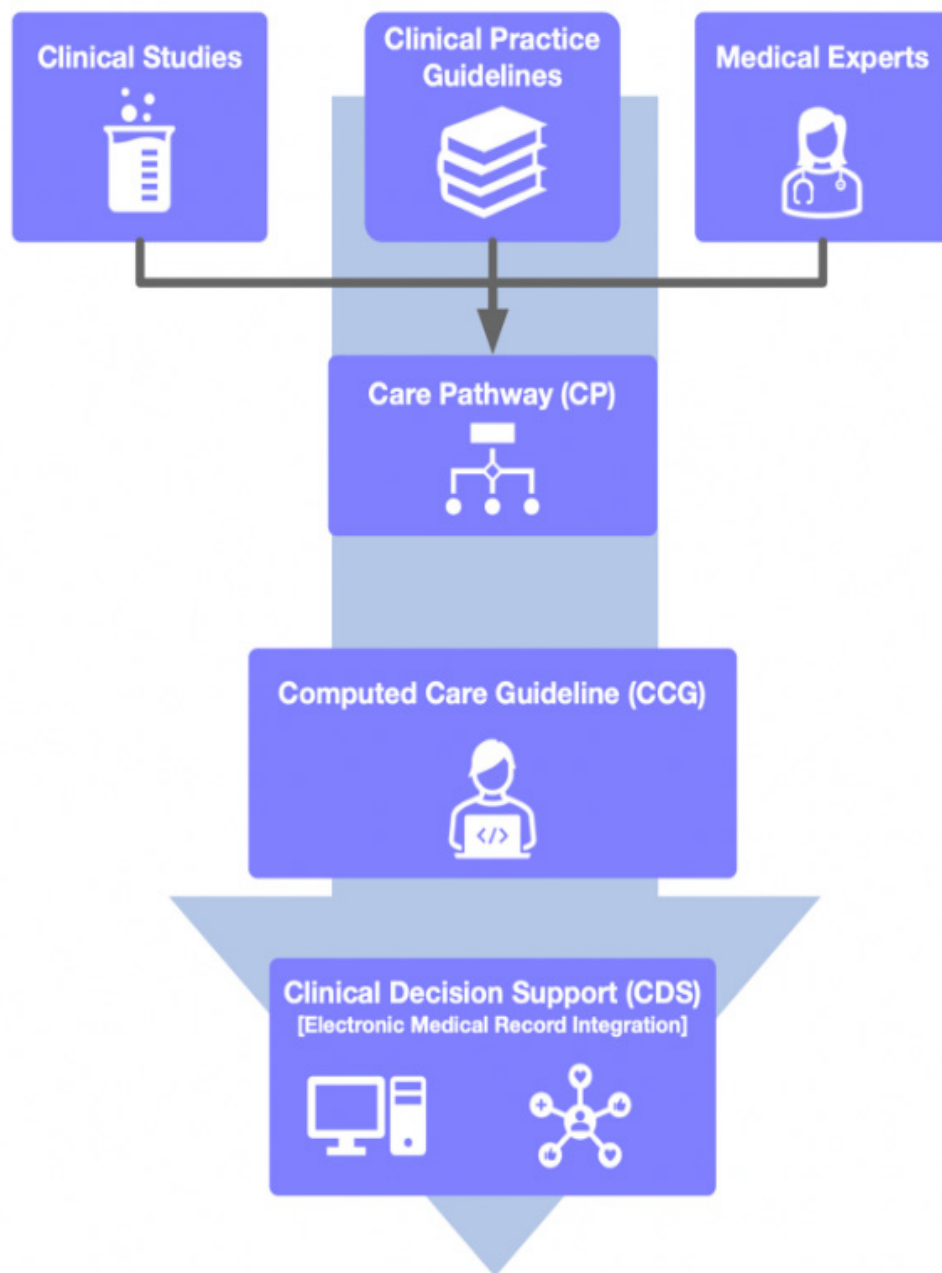 Clinical Studies
Clinical Practice
Guidelines
Medical Experts
Care Pathway (CP)
Computed Care Guideline (CCG)
</>
Clinical Decision Support (CDS)
[Electronic Medical Record Integration]